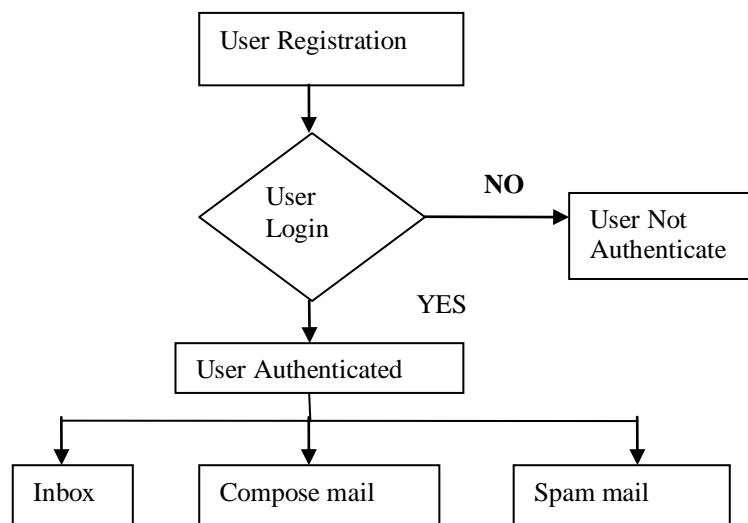 User Registration
User
Login
NO
User Not
Authenticate
YES
User Authenticated
Inbox
Compose mail
Spam mail